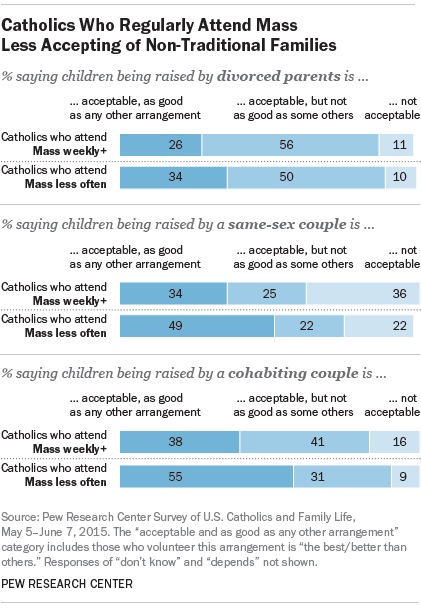 Catholics Who Regularly Attend Mass
Less Accepting of Non-Traditional Families
% saying children being raised by divorced parents is ...
... acceptable, as good
as any other arrangement
... acceptable, but not
as good as some others
... not
acceptable
Catholics who attend
Mass weekly+
26 56 11
Catholics who attend
Mass less often
34 50 10
% saying children being raised by a same-sex couple is ...
... acceptable, as good
as any other arrangement
... acceptable, but not
as good as some others
... not
acceptable
Catholics who attend
Mass weekly+
34 25 36
Catholics who attend
Mass less often
49 22 22
% saying children being raised by a cohabiting couple is ...
... acceptable, as good
as any other arrangement
... acceptable, but not
as good as some others
... not
acceptable
Catholics who attend
Mass weekly+
38 41 16
Catholics who attend
Mass less often
55 31 9
Source: Pew Research Center Survey of U.S. Catholics and Family Life,
May 5–June 7, 2015. The “acceptable and as good as any other arrangement”
category includes those who volunteer this arrangement is “the best/better than
others.” Responses of “don’t know” and “depends” not shown.
PEW RESEARCH CENTER